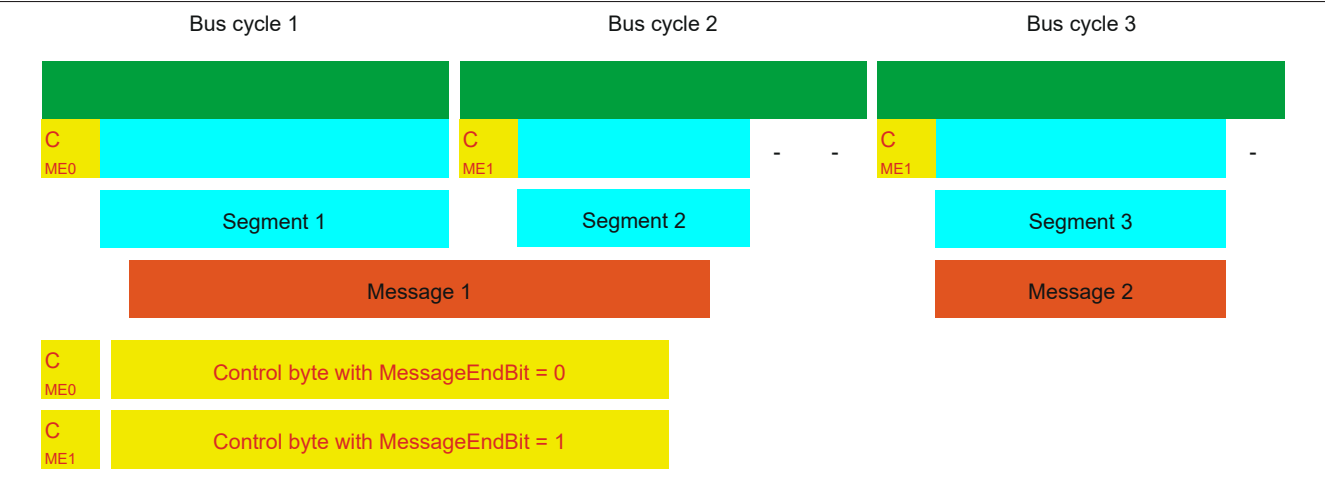 Bus cycle 1
Bus cycle 2
Bus cycle 3
C
ME0
C
ME1
- -
C
ME1
-
Segment 1
Segment 2
Segment 3
Message 1
Message 2
C
ME0
Control byte with MessageEndBit = 0
C
ME1
Control byte with MessageEndBit = 1